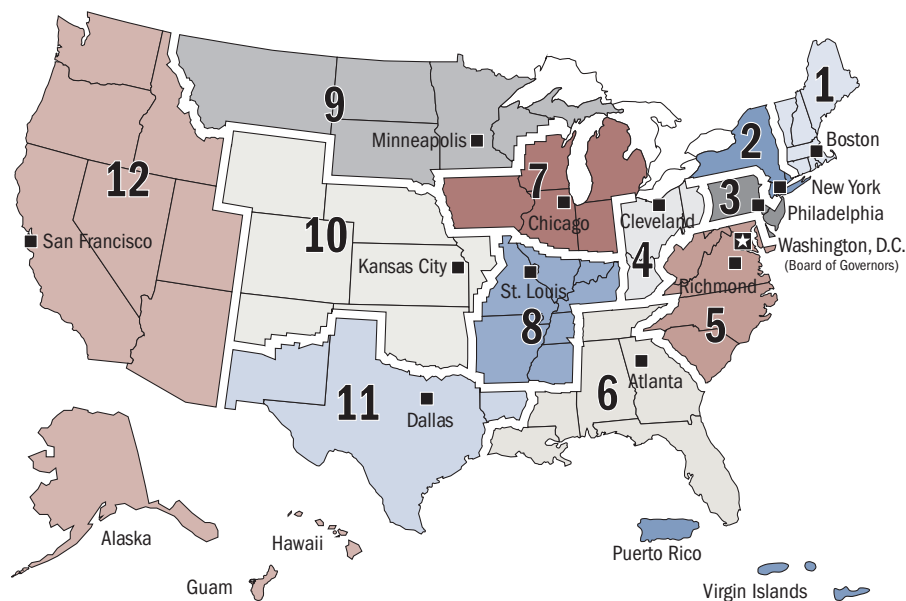 12
9
1
Minneapolis
2
Boston
7
12
New York
3
Philadelphia
Chicago
Cleveland
10
San Francisco
Washington, D.C.
(Board of Governors)
4
Kansas City
St. Louis
Richmond
8
5
6
Atlanta
11
Dallas
Alaska
Hawaii
Puerto Rico
Guam
Virgin Islands